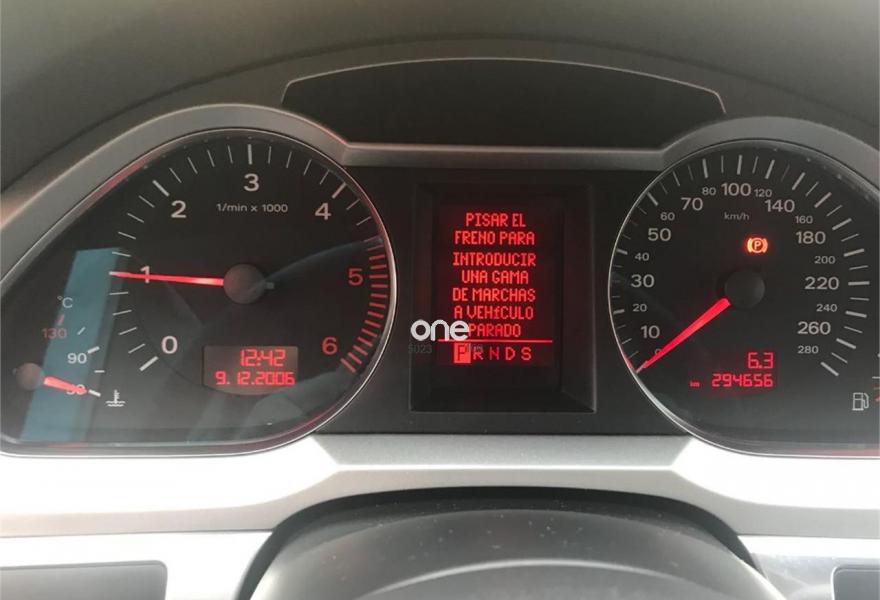 0
1
2
3
4
5
6
1/min x 1000
°C
130
90
50
12:42
9.12.2006
PISAR EL
FRENO PARA
INTRODUCIR
UNA GAMA
DE MARCHAS
A VEHÍCULO
PARADO
P R N D S
one
5023
0
10
30
40
50
60
70
80
100
120
140
160
180
200
220
240
260
280
km/h
(P)
6.3
km 294656